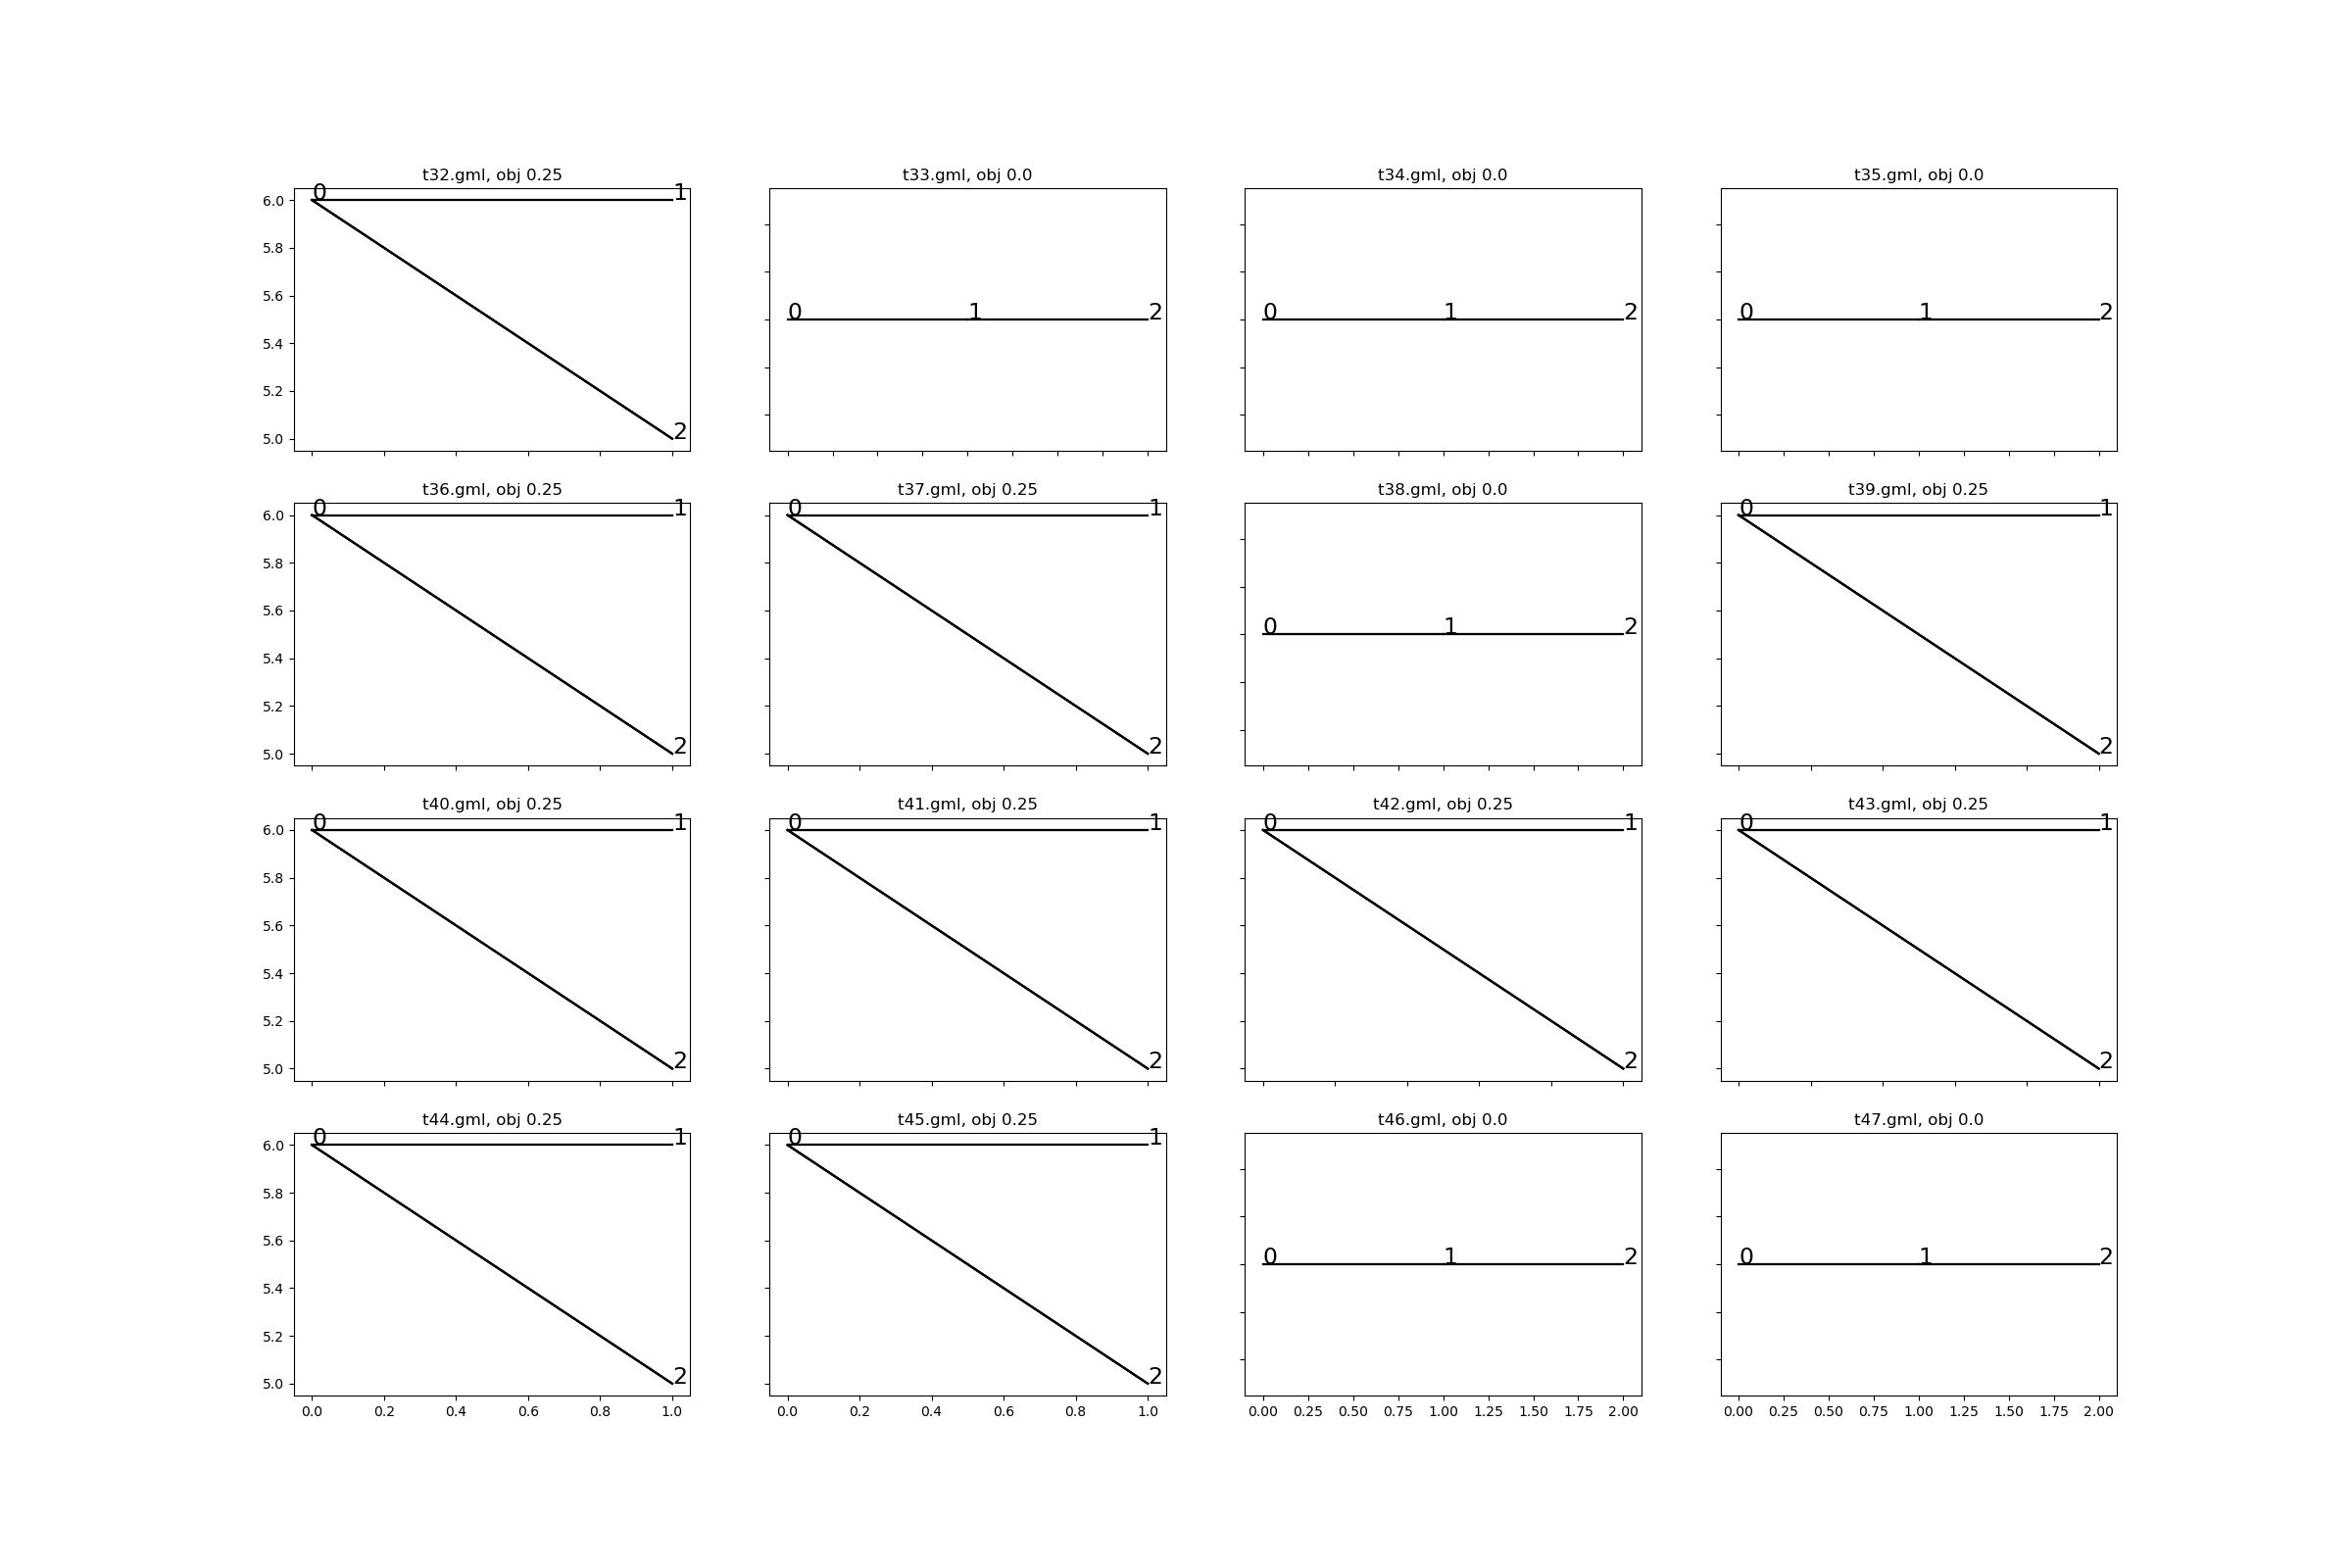 t32.gml, obj 0.25 t33.gml, obj 0.0 t34.gml, obj 0.0 t35.gml, obj 0.0
6.0 0 1
5.8
5.6 0 1 2 0 1 2 0 1 2
5.4
5.2
5.0 2
t36.gml, obj 0.25 t37.gml, obj 0.25 t38.gml, obj 0.0 t39.gml, obj 0.25
6.0 0 1 0 1 0 1
5.8
5.6 0 1 2
5.4
5.2
5.0 2 2 2
t40.gml, obj 0.25 t41.gml, obj 0.25 t42.gml, obj 0.25 t43.gml, obj 0.25
6.0 0 1 0 1 0 1 0 1
5.8
5.6
5.4
5.2
5.0 2 2 2 2
t44.gml, obj 0.25 t45.gml, obj 0.25 t46.gml, obj 0.0 t47.gml, obj 0.0
6.0 0 1 0 1
5.8
5.6 0 1 2 0 1 2
5.4
5.2
5.0 2 2
0.0 0.2 0.4 0.6 0.8 1.0 0.0 0.2 0.4 0.6 0.8 1.0 0.00 0.25 0.50 0.75 1.00 1.25 1.50 1.75 2.00 0.00 0.25 0.50 0.75 1.00 1.25 1.50 1.75 2.00